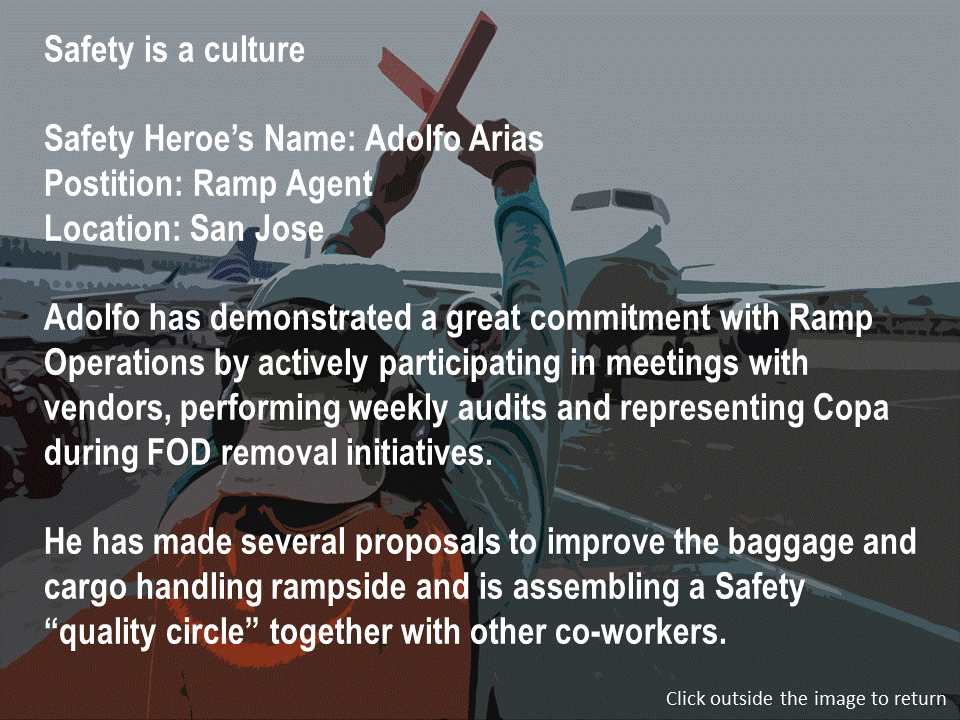 Safety is a culture
Safety Heroe’s Name: Adolfo Arias
Postition: Ramp Agent
Location: San Jose
Adolfo has demonstrated a great commitment with Ramp
Operations by actively participating in meetings with
vendors, performing weekly audits and representing Copa
during FOD removal initiatives.
He has made several proposals to improve the baggage and
cargo handling rampside and is assembling a Safety
“quality circle” together with other co-workers.
Click outside the image to return